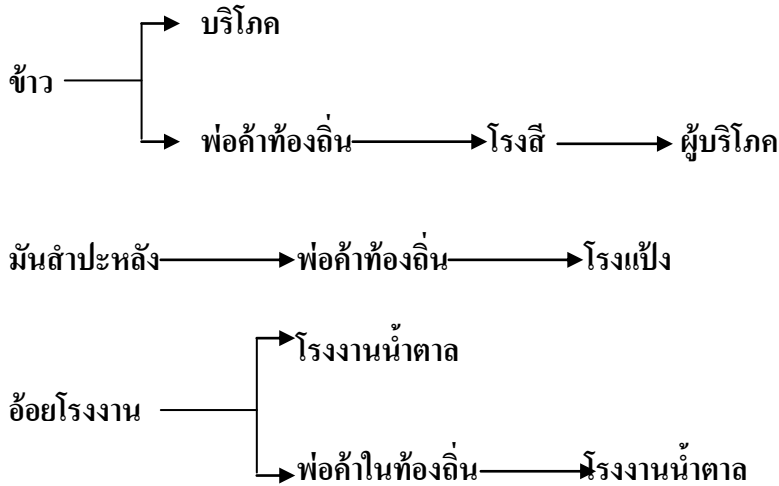 บริโภค
ข้าว
พ่อค้าท้องถิ่น โรงสี ผู้บริโภค
มันสำปะหลัง พ่อค้าท้องถิ่น โรงแป้ง
โรงงานน้ำตาล
อ้อยโรงงาน
พ่อค้าในท้องถิ่น โรงงานน้ำตาล